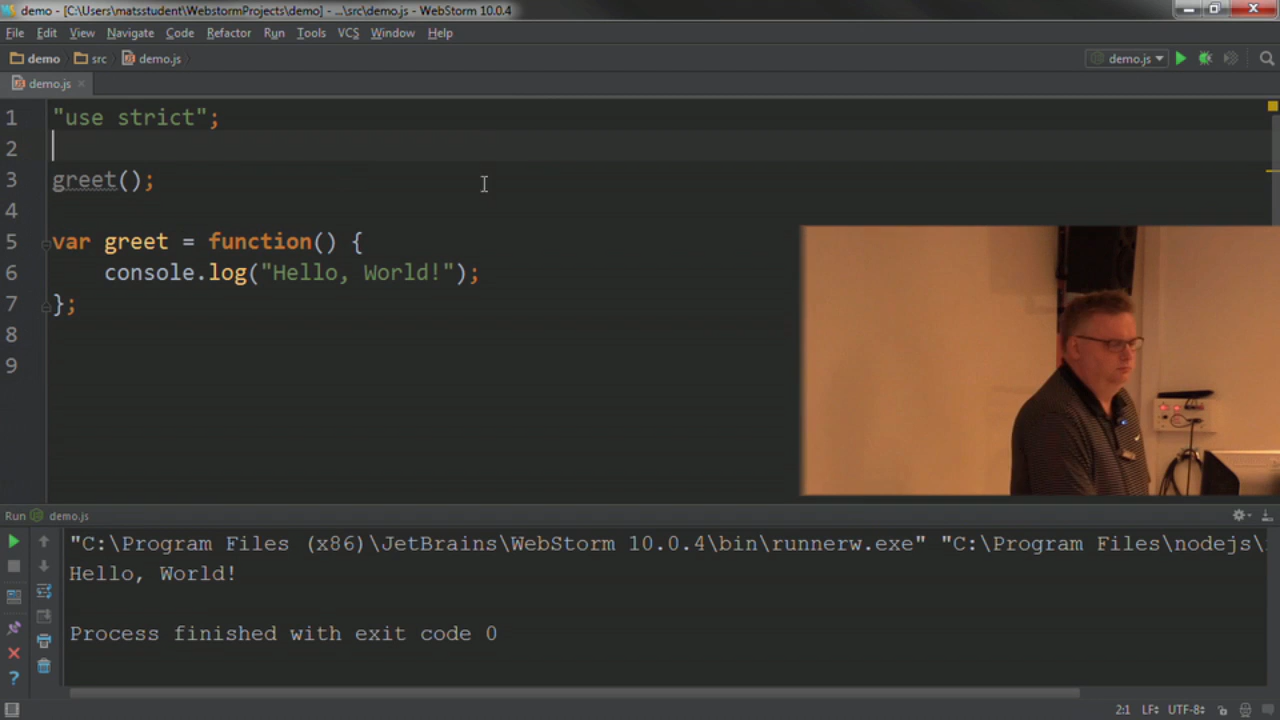 demo - [C:\Users\matsstudent\WebstormProjects\demo] - ...\src\demo.js - WebStorm 10.0.4
File Edit View Navigate Code Refactor Run Tools VCS Window Help
demo src demo.js demo.js
demo.js
1 "use strict";
2
3 greet();
4
5 var greet = function() {
6 console.log("Hello, World!");
7 };
8
9
Run demo.js
"C:\Program Files (x86)\JetBrains\WebStorm 10.0.4\bin\runnerw.exe" "C:\Program Files\nodejs\
Hello, World!
Process finished with exit code 0
2:1 LF UTF-8